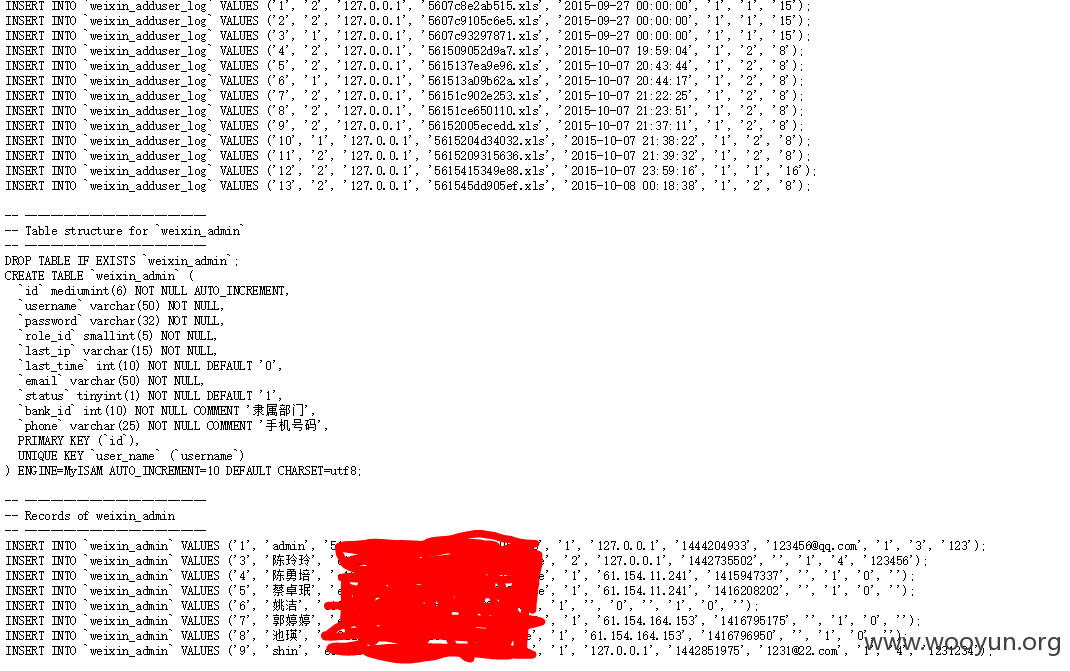 INSERT INTO `weixin_adduser_log` VALUES ('1', '2', '127.0.0.1', '5607c8e2ab515.xls', '2015-09-27 00:00:00', '1', '1', '15');
INSERT INTO `weixin_adduser_log` VALUES ('2', '2', '127.0.0.1', '5607c9105c6e5.xls', '2015-09-27 00:00:00', '1', '1', '15');
INSERT INTO `weixin_adduser_log` VALUES ('3', '1', '127.0.0.1', '5607c93297871.xls', '2015-09-27 00:00:00', '1', '1', '15');
INSERT INTO `weixin_adduser_log` VALUES ('4', '2', '127.0.0.1', '561509052d9a7.xls', '2015-10-07 19:59:04', '1', '2', '8');
INSERT INTO `weixin_adduser_log` VALUES ('5', '2', '127.0.0.1', '5615137ea9e96.xls', '2015-10-07 20:43:44', '1', '2', '8');
INSERT INTO `weixin_adduser_log` VALUES ('6', '1', '127.0.0.1', '561513a09b62a.xls', '2015-10-07 20:44:17', '1', '2', '8');
INSERT INTO `weixin_adduser_log` VALUES ('7', '2', '127.0.0.1', '56151c902e253.xls', '2015-10-07 21:22:25', '1', '2', '8');
INSERT INTO `weixin_adduser_log` VALUES ('8', '2', '127.0.0.1', '56151ce650110.xls', '2015-10-07 21:23:51', '1', '2', '8');
INSERT INTO `weixin_adduser_log` VALUES ('9', '2', '127.0.0.1', '56152005ecedd.xls', '2015-10-07 21:37:11', '1', '2', '8');
INSERT INTO `weixin_adduser_log` VALUES ('10', '1', '127.0.0.1', '5615204d34032.xls', '2015-10-07 21:38:22', '1', '2', '8');
INSERT INTO `weixin_adduser_log` VALUES ('11', '2', '127.0.0.1', '5615209315636.xls', '2015-10-07 21:39:32', '1', '2', '8');
INSERT INTO `weixin_adduser_log` VALUES ('12', '2', '127.0.0.1', '5615415349e88.xls', '2015-10-07 23:59:16', '1', '1', '16');
INSERT INTO `weixin_adduser_log` VALUES ('13', '2', '127.0.0.1', '561545dd905ef.xls', '2015-10-08 00:18:38', '1', '2', '8');
-- ----------------------------
-- Table structure for `weixin_admin`
-- ----------------------------
DROP TABLE IF EXISTS `weixin_admin`;
CREATE TABLE `weixin_admin` (
`id` mediumint(6) NOT NULL AUTO_INCREMENT,
`username` varchar(50) NOT NULL,
`password` varchar(32) NOT NULL,
`role_id` smallint(5) NOT NULL,
`last_ip` varchar(15) NOT NULL,
`last_time` int(10) NOT NULL DEFAULT '0',
`email` varchar(50) NOT NULL,
`status` tinyint(1) NOT NULL DEFAULT '1',
`bank_id` int(10) NOT NULL COMMENT '隶属部门',
`phone` varchar(25) NOT NULL COMMENT '手机号码',
PRIMARY KEY (`id`),
UNIQUE KEY `user_name` (`username`)
) ENGINE=MyISAM AUTO_INCREMENT=10 DEFAULT CHARSET=utf8;
-- ----------------------------
-- Records of weixin_admin
-- ----------------------------
INSERT INTO `weixin_admin` VALUES ('1', 'admin', '5 ', '1', '127.0.0.1', '1444204933', '123456@qq.com', '1', '3', '123');
INSERT INTO `weixin_admin` VALUES ('3', '陈玲玲', '2', '127.0.0.1', '1442735502', '', '1', '4', '123456');
INSERT INTO `weixin_admin` VALUES ('4', '陈勇培', '1', '61.154.11.241', '1415947337', '', '1', '0', '');
INSERT INTO `weixin_admin` VALUES ('5', '蔡卓珉', '1', '61.154.11.241', '1416208202', '', '1', '0', '');
INSERT INTO `weixin_admin` VALUES ('6', '姚洁', '1', '', '0', '', '1', '0', '');
INSERT INTO `weixin_admin` VALUES ('7', '郭婷婷', '1', '61.154.164.153', '1416795175', '', '1', '0', '');
INSERT INTO `weixin_admin` VALUES ('8', '池瑛', '1', '61.154.164.153', '1416796950', '', '1', '0', '');
INSERT INTO `weixin_admin` VALUES ('9', 'shin', '1', '127.0.0.1', '1442851975', '1231@22.com', '1', '4', '1231234');
www.wooyun.org